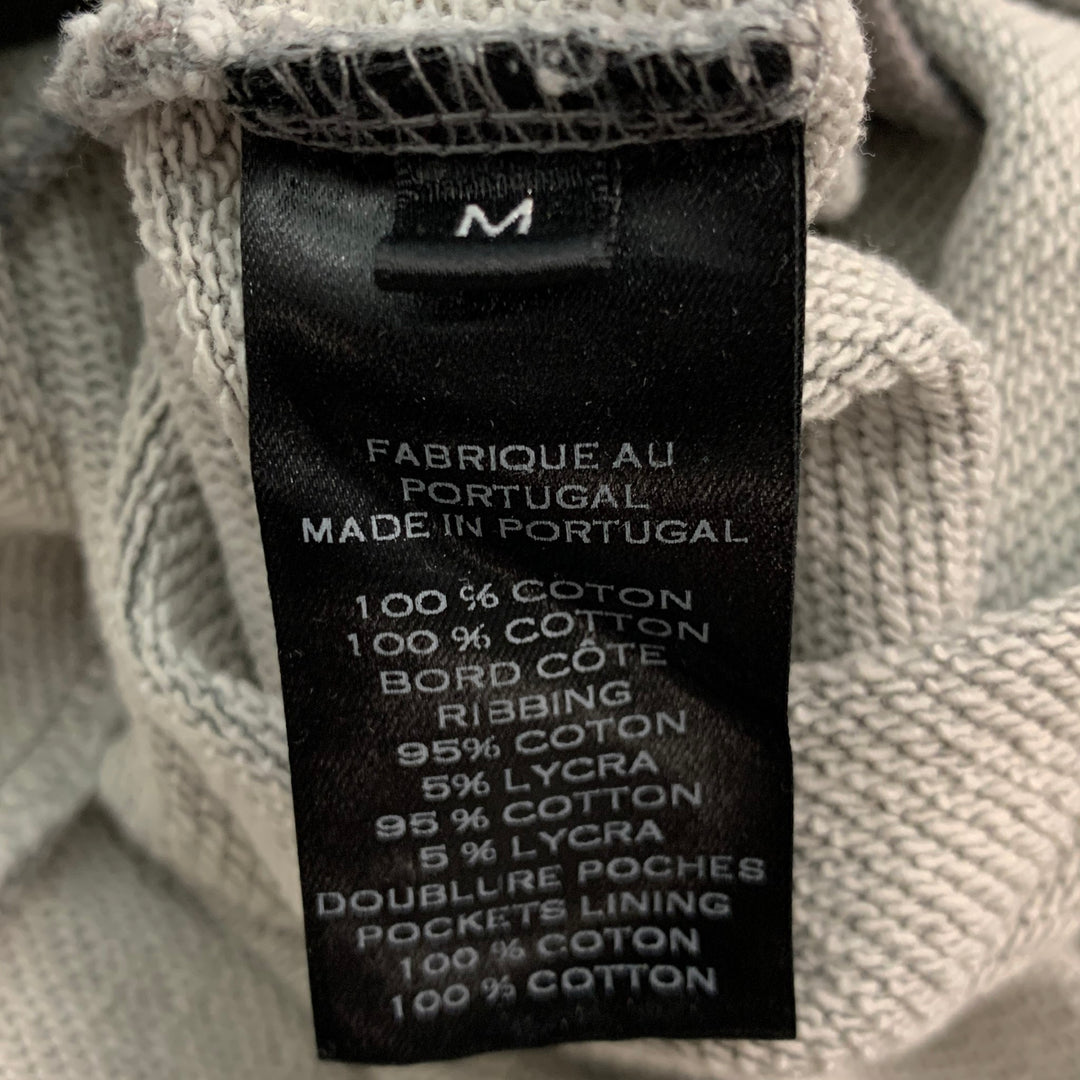 M
FABRIQUE AU
PORTUGAL
MADE IN PORTUGAL
100 % COTON
100 % COTTON
BORD CÔTE
RIBBING
95% COTON
5% LYCRA
95 % COTTON
5 % LYCRA
DOUBLURE POCHES
POCKETS LINING
100 % COTON
100 % COTTON